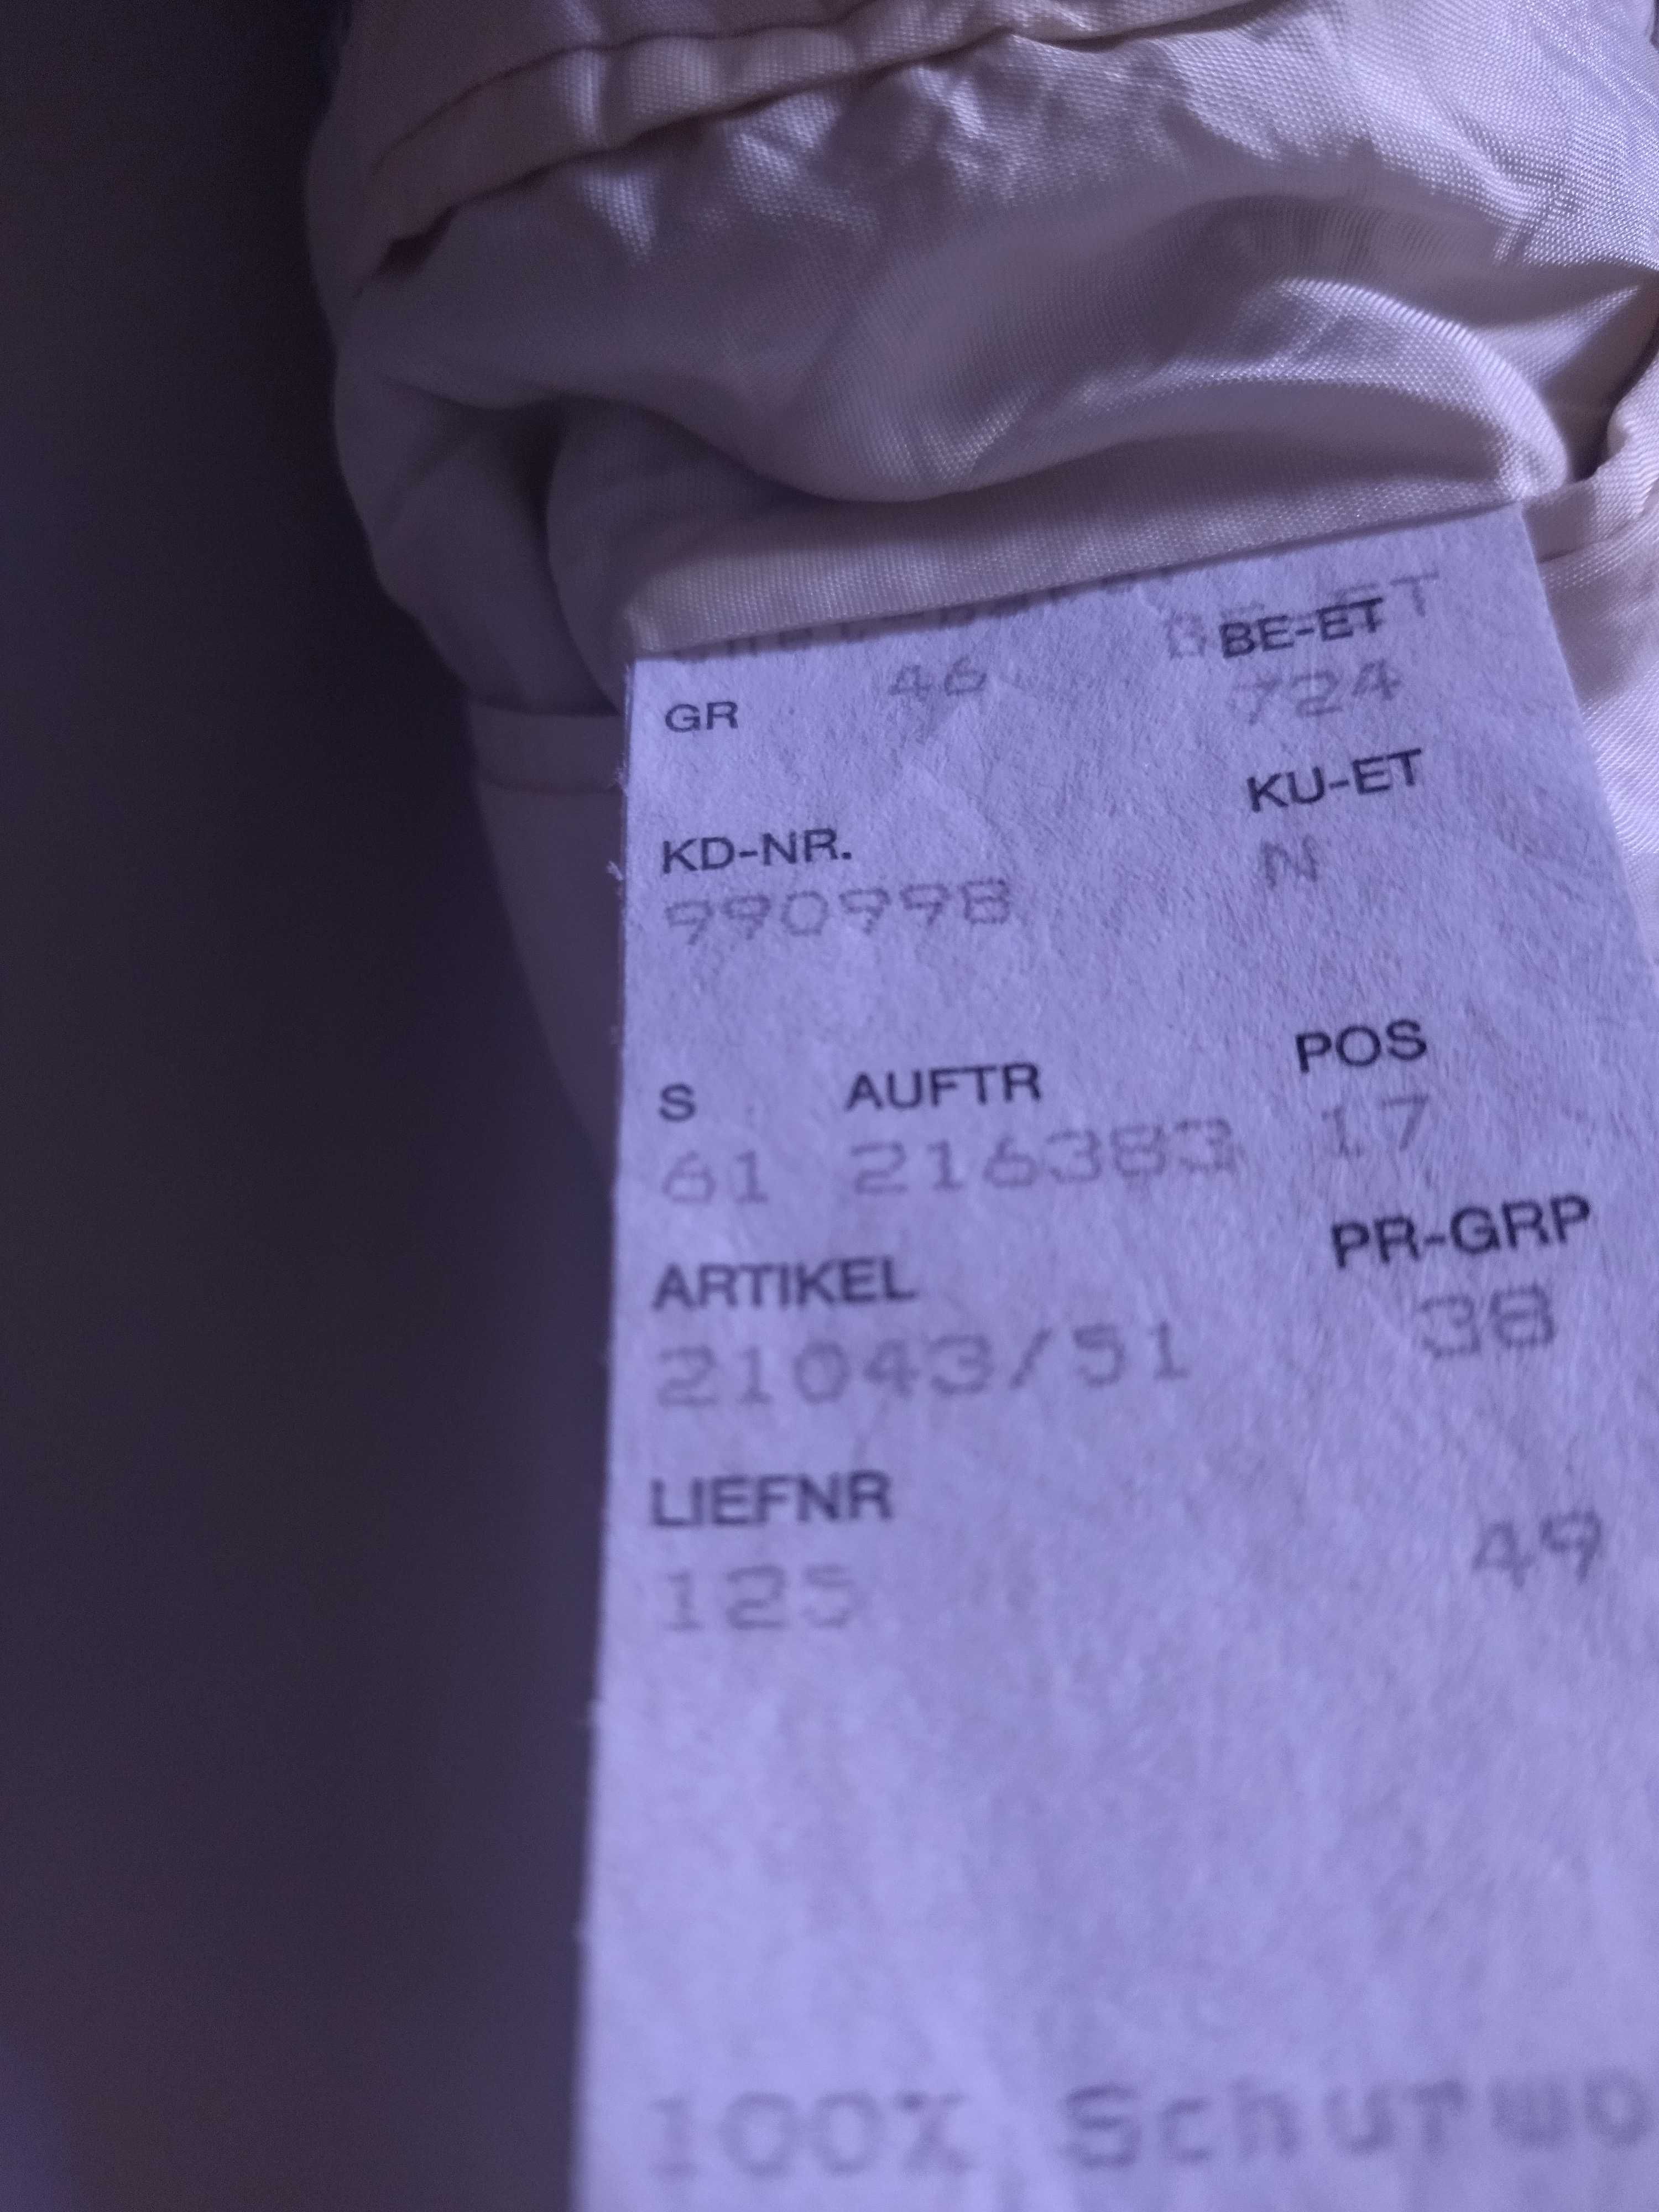 BE-ET
GR 46 724
KU-ET
KD-NR. N
990998
S AUFTR POS
61 216383 17
ARTIKEL PR-GRP
21043/51 38
LIEFNR
125 49
100% Schurwo